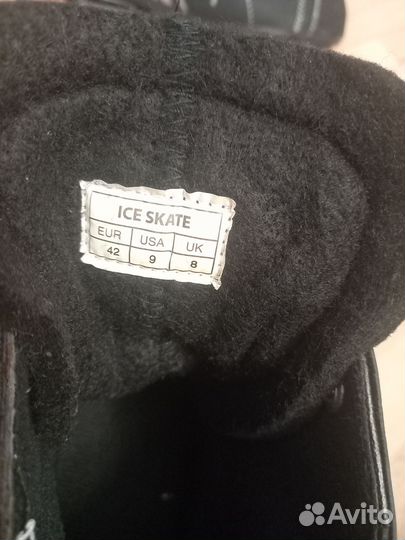 ICE SKATE
EUR USA UK
42 9 8
Avito